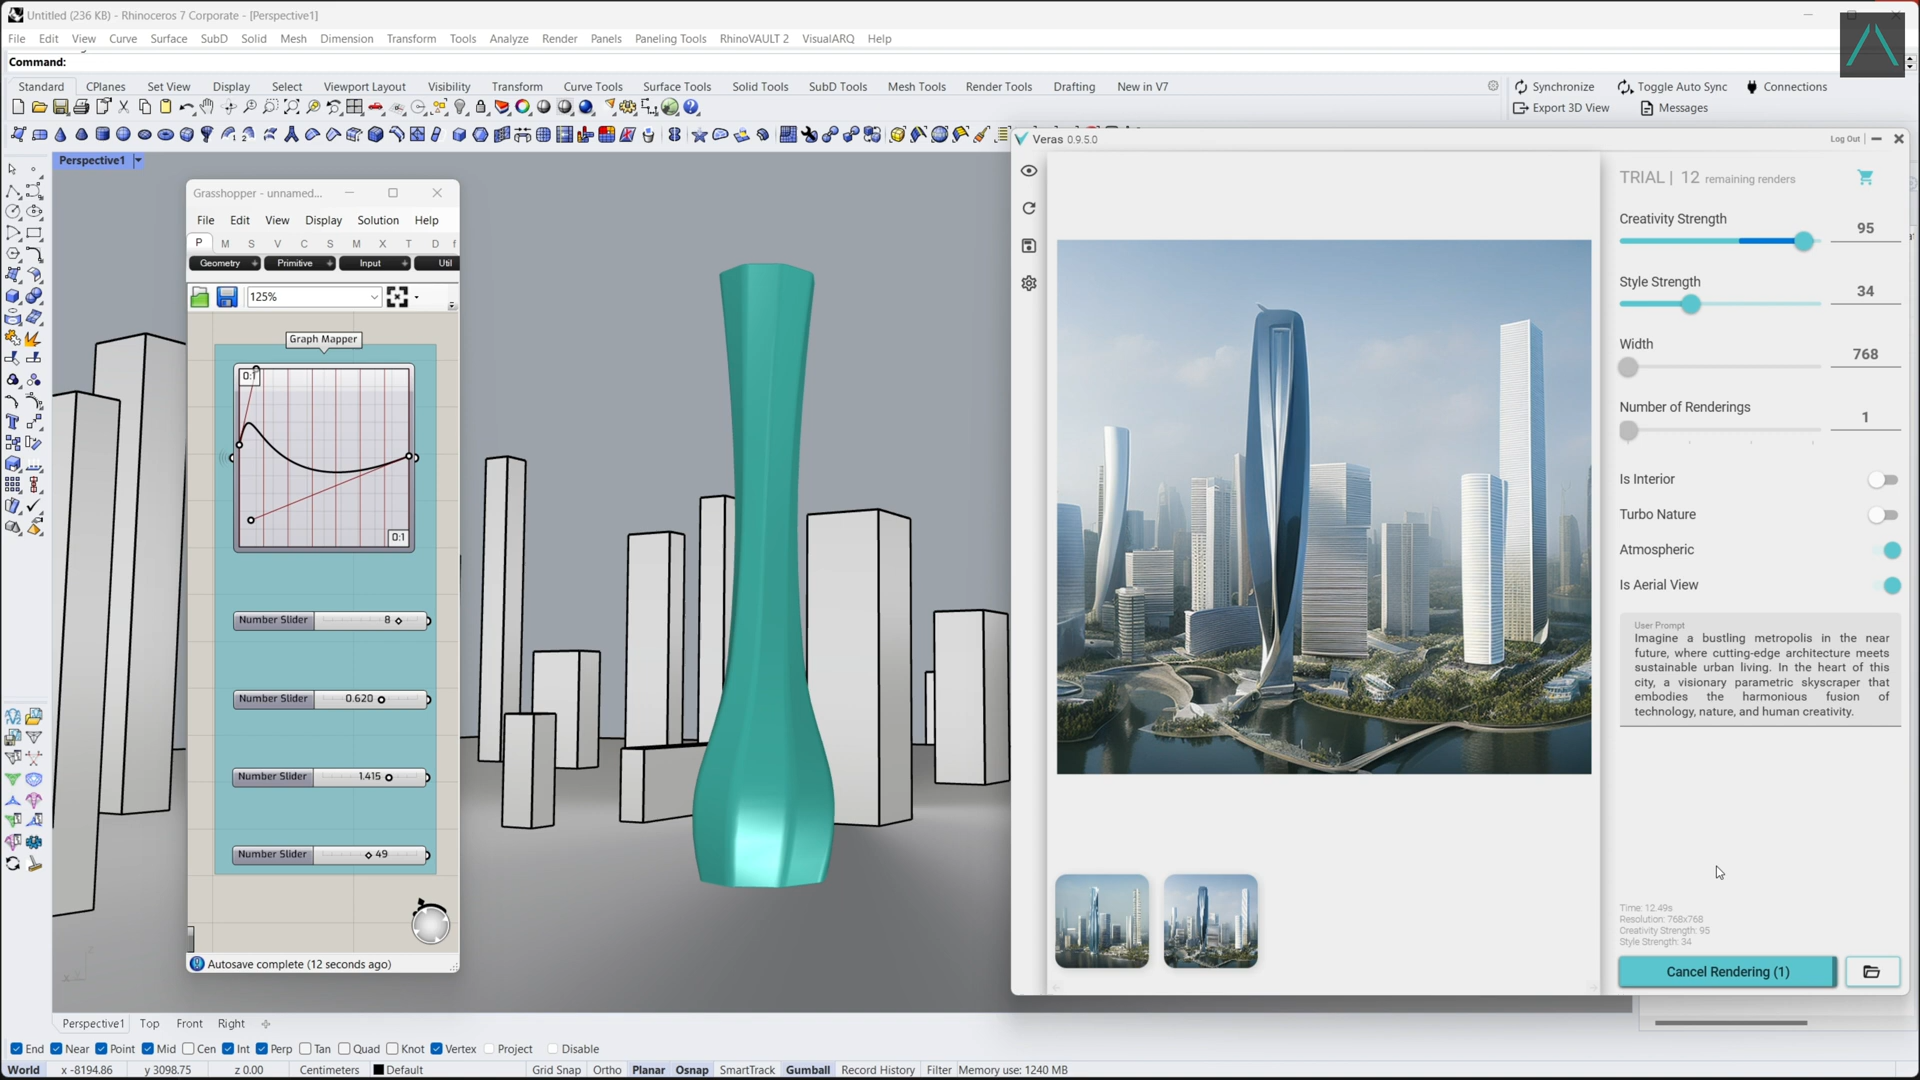 Untitled (236 KB) - Rhinoceros 7 Corporate - [Perspective1]
File Edit View Curve Surface SubD Solid Mesh Dimension Transform Tools Analyze Render Panels Paneling Tools RhinoVAULT 2 VisualARQ Help
Command:
Standard CPlanes Set View Display Select Viewport Layout Visibility Transform Curve Tools Surface Tools Solid Tools SubD Tools Mesh Tools Render Tools Drafting New in V7
Synchronize Toggle Auto Sync Connections
Export 3D View Messages
Perspective1
Grasshopper - unnamed...
File Edit View Display Solution Help
P M S V C S M X T D f
Geometry Primitive Input Util
125%
Graph Mapper
0:1
0:1
Number Slider 8
Number Slider 0.620
Number Slider 1.415
Number Slider 49
Autosave complete (12 seconds ago)
Veras 0.9.5.0
Log Out
TRIAL | 12 remaining renders
Creativity Strength
95
Style Strength
34
Width
768
Number of Renderings
1
Is Interior
Turbo Nature
Atmospheric
Is Aerial View
User Prompt
Imagine a bustling metropolis in the near
future, where cutting-edge architecture meets
sustainable urban living. In the heart of this
city, a visionary parametric skyscraper that
embodies the harmonious fusion of
technology, nature, and human creativity.
Time: 12.49s
Resolution: 768x768
Creativity Strength: 95
Style Strength: 34
Cancel Rendering (1)
Perspective1 Top Front Right
End Near Point Mid Cen Int Perp Tan Quad Knot Vertex Project Disable
World x -8194.86 y 3098.75 z 0.00 Centimeters Default Grid Snap Ortho Planar Osnap SmartTrack Gumball Record History Filter Memory use: 1240 MB